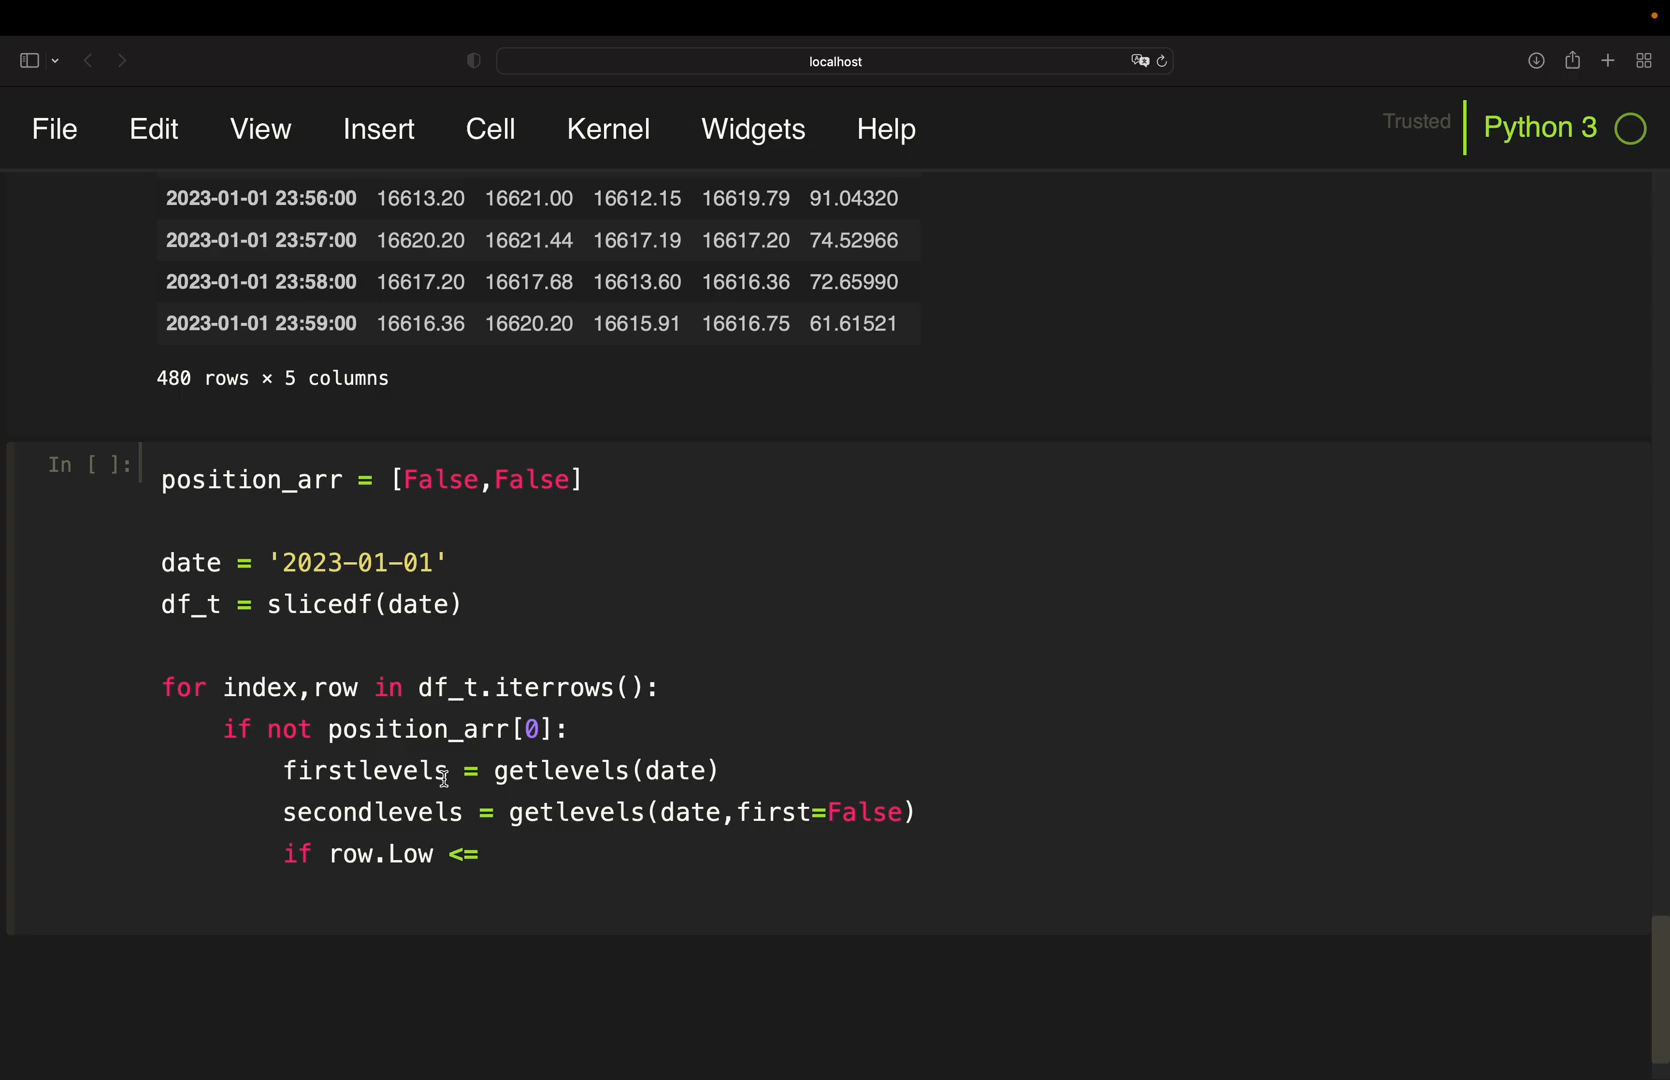 localhost
File Edit View Insert Cell Kernel Widgets Help Trusted Python 3
2023-01-01 23:56:00 16613.20 16621.00 16612.15 16619.79 91.04320
2023-01-01 23:57:00 16620.20 16621.44 16617.19 16617.20 74.52966
2023-01-01 23:58:00 16617.20 16617.68 16613.60 16616.36 72.65990
2023-01-01 23:59:00 16616.36 16620.20 16615.91 16616.75 61.61521
480 rows × 5 columns
In [ ]:
position_arr = [False,False]
date = '2023-01-01'
df_t = slicedf(date)
for index,row in df_t.iterrows():
if not position_arr[0]:
firstlevels = getlevels(date)
secondlevels = getlevels(date,first=False)
if row.Low <=